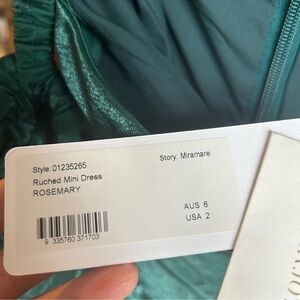 Style: 01235265
Story: Miramare
Ruched Mini Dress
ROSEMARY
AUS 6
USA 2
9 335760 371703